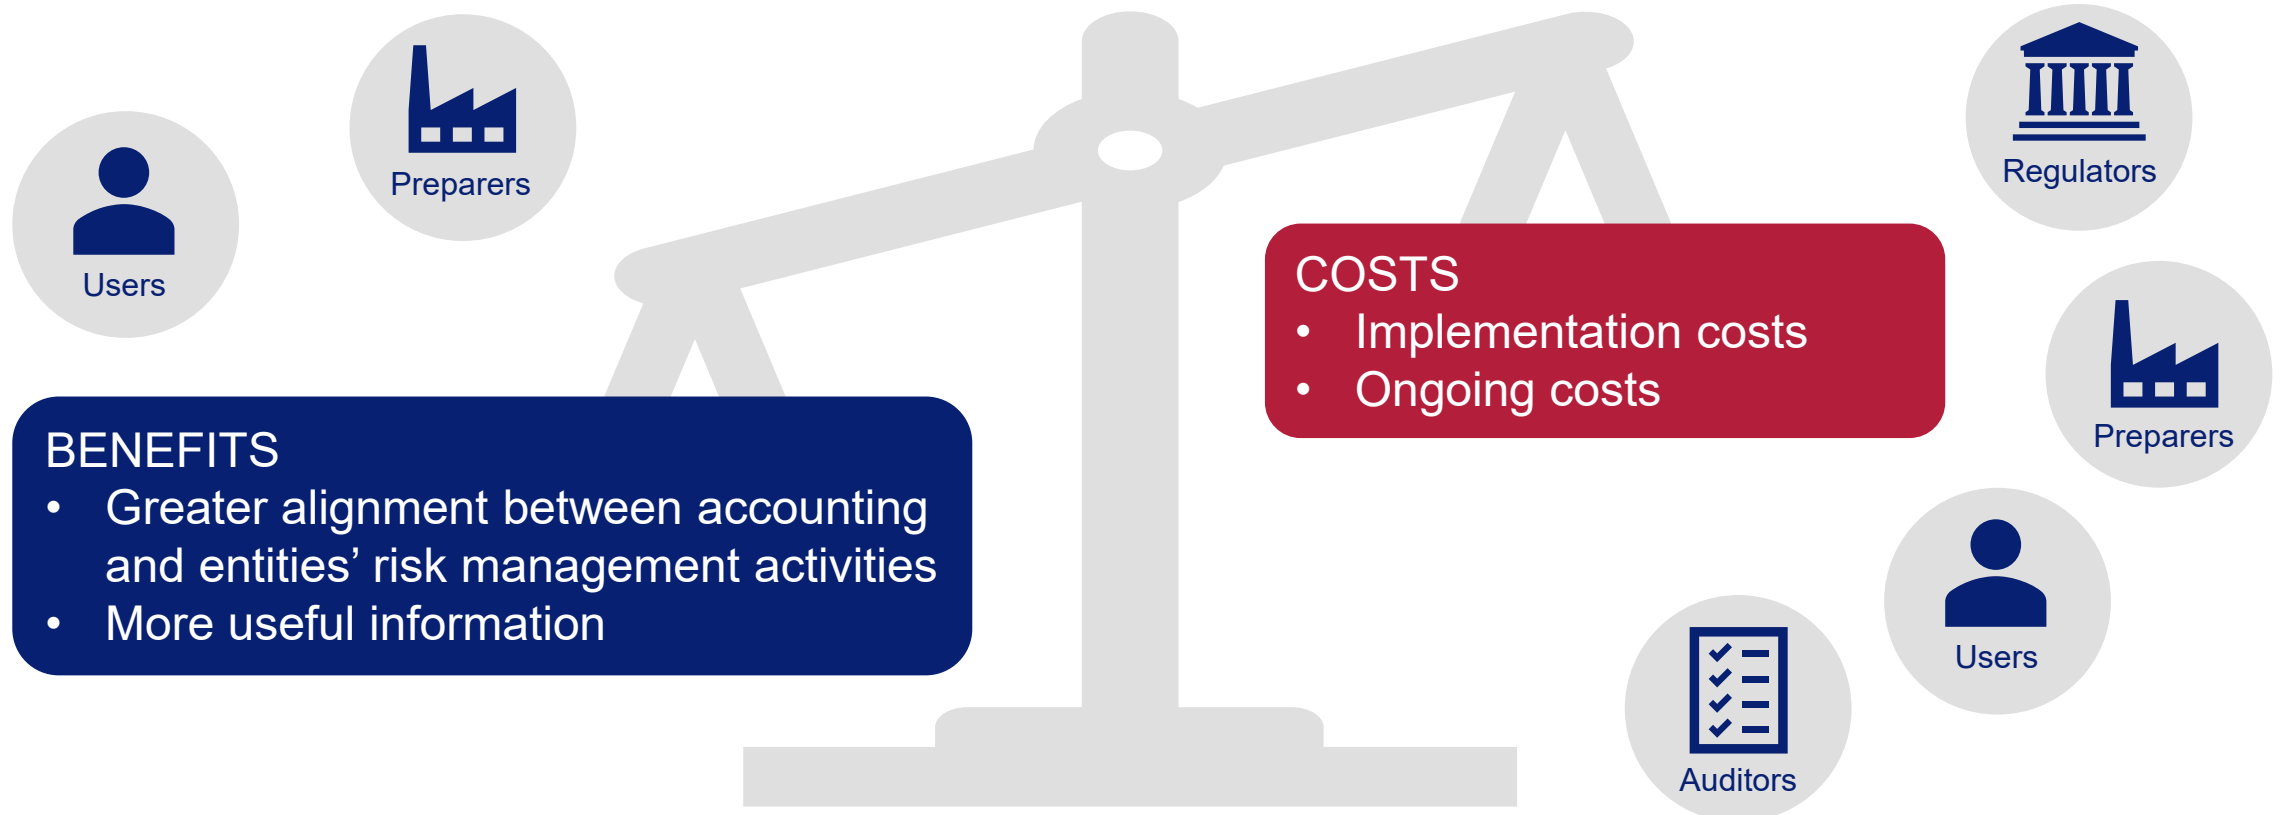 Users
Preparers
BENEFITS
• Greater alignment between accounting
and entities’ risk management activities
• More useful information
COSTS
• Implementation costs
• Ongoing costs
Regulators
Preparers
Users
Auditors